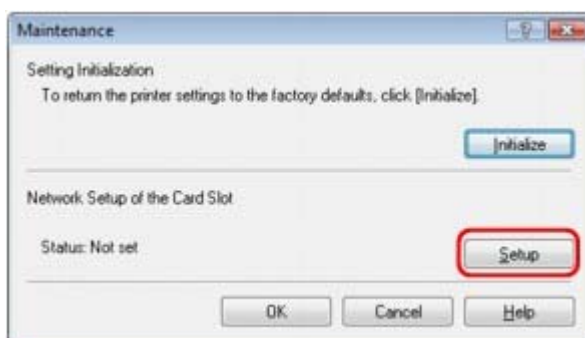 Maintenance
Setting Initialization
To return the printer settings to the factory defaults, click [Initialize].
Initialize
Network Setup of the Card Slot
Status: Not set
Setup
OK Cancel Help